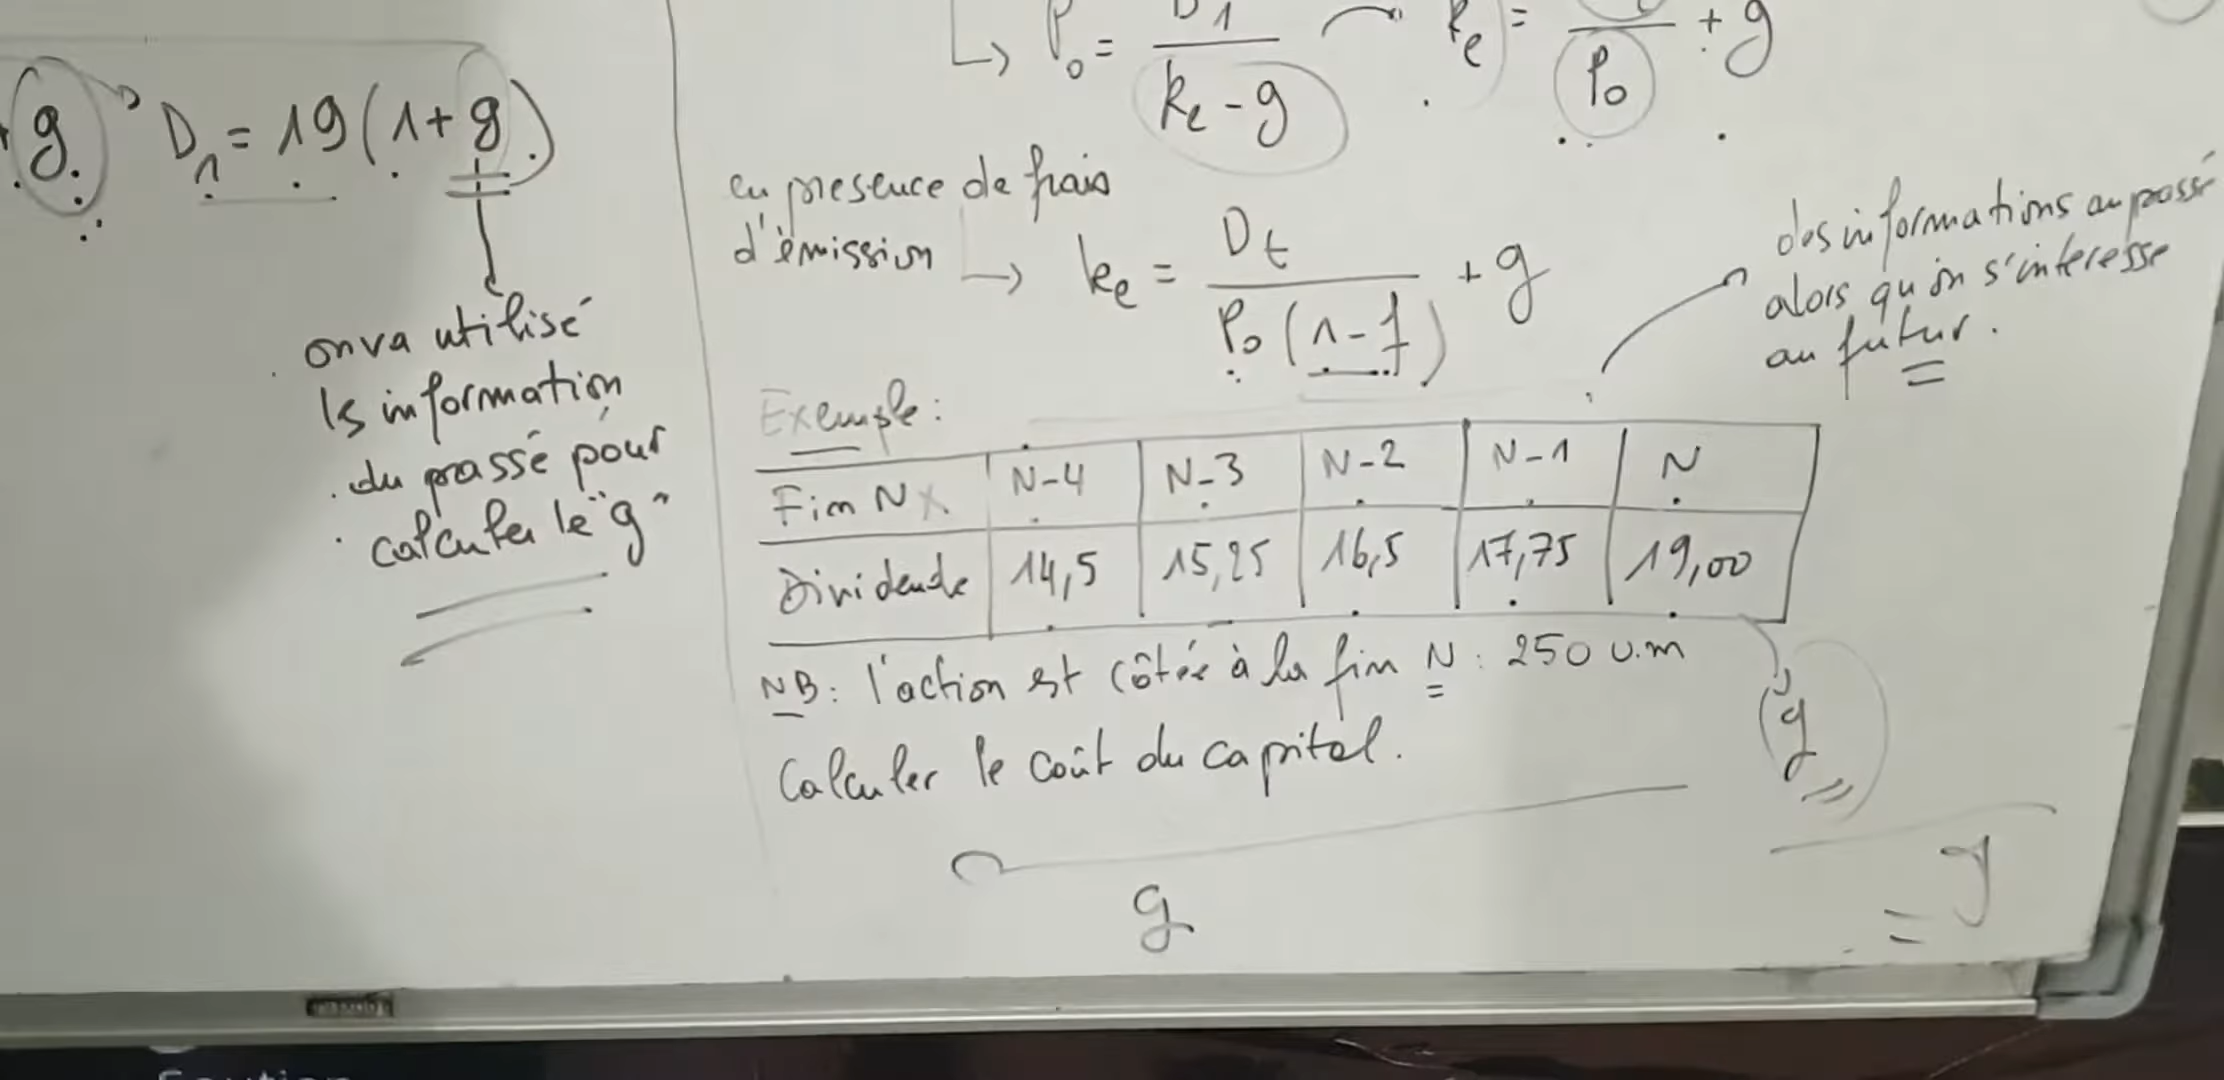 g D₁ = 19(1+g)
on va utilisé
ls information
du passé pour
calculer le "g"
P₀ = D1 / (ke - g)
ke = / P₀ + g
en presence de frais
d'émission → ke = Dt / P₀(1-f) + g
des informations au passé
alors qu'on s'interesse
au futur.
Exemple:
Fin N N-4 N-3 N-2 N-1 N
Dividende 14,5 15,25 16,5 17,75 19,00
NB: l'action est côtée à la fin N: 250 u.m
Calculer le coût du capital.
g
g